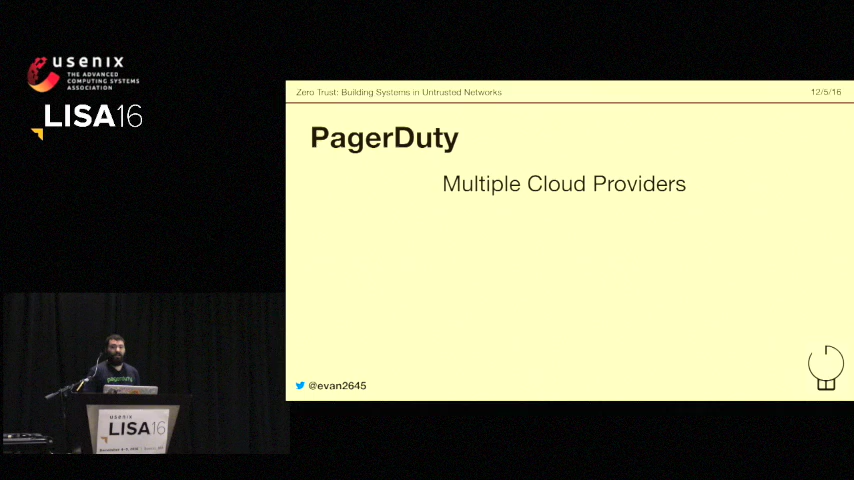 usenix
THE ADVANCED
COMPUTING SYSTEMS
ASSOCIATION
LISA16
Zero Trust: Building Systems in Untrusted Networks
12/5/16
PagerDuty
Multiple Cloud Providers
@evan2645
pagerduty
usenix
LISA16